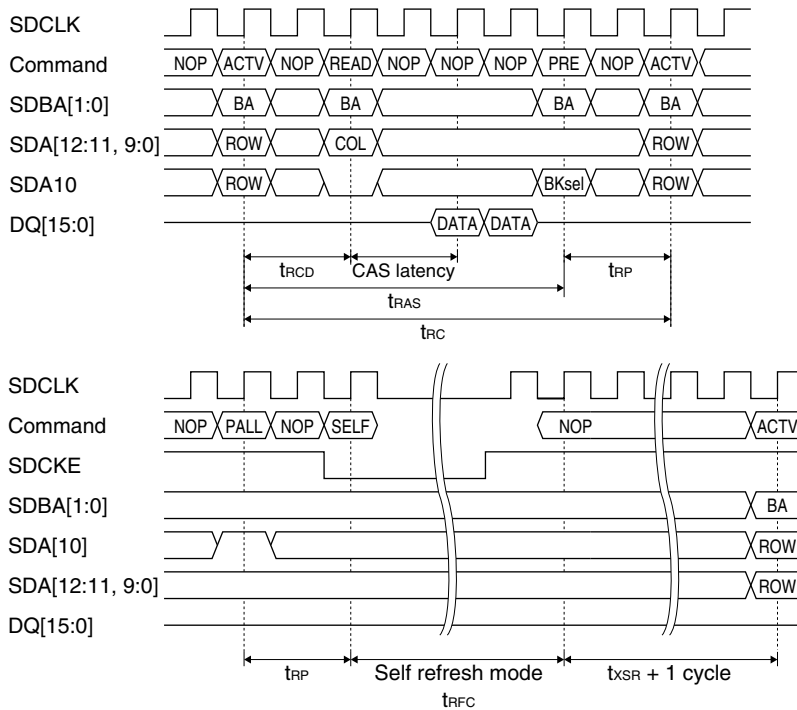 SDCLK
Command NOP ACTV NOP READ NOP NOP NOP PRE NOP ACTV
SDBA[1:0] BA BA BA BA
SDA[12:11, 9:0] ROW COL ROW
SDA10 ROW BKsel ROW
DQ[15:0] DATA DATA
tRCD CAS latency tRP
tRAS
tRC
SDCLK
Command NOP PALL NOP SELF NOP ACTV
SDCKE
SDBA[1:0] BA
SDA[10] ROW
SDA[12:11, 9:0] ROW
DQ[15:0]
tRP Self refresh mode tXSR + 1 cycle
tRFC